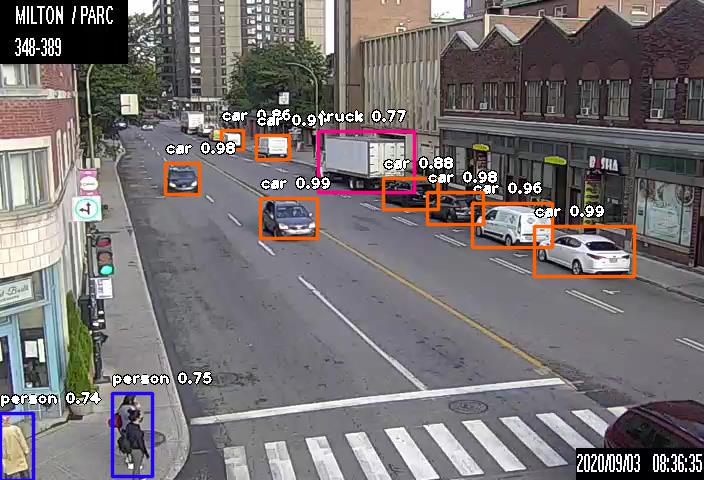 MILTON / PARC
348-389
car 0.86
car 0.91
truck 0.77
car 0.98
car 0.88
car 0.99
car 0.98
car 0.96
car 0.99
BASHA
person 0.75
person 0.74
2020/09/03 08:36:35